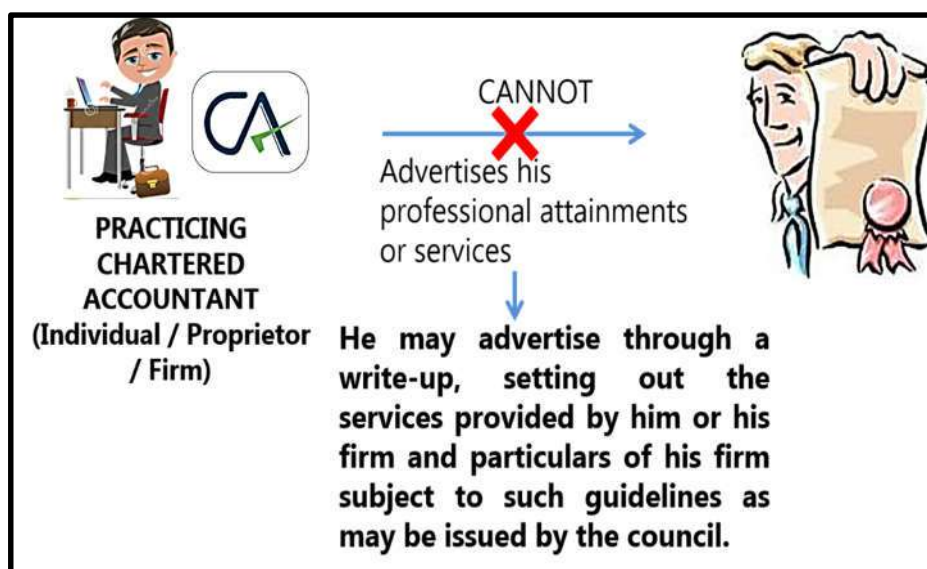 CA
PRACTICING
CHARTERED
ACCOUNTANT
(Individual / Proprietor
/ Firm)
CANNOT
Advertises his
professional attainments
or services
He may advertise through a
write-up, setting out the
services provided by him or his
firm and particulars of his firm
subject to such guidelines as
may be issued by the council.